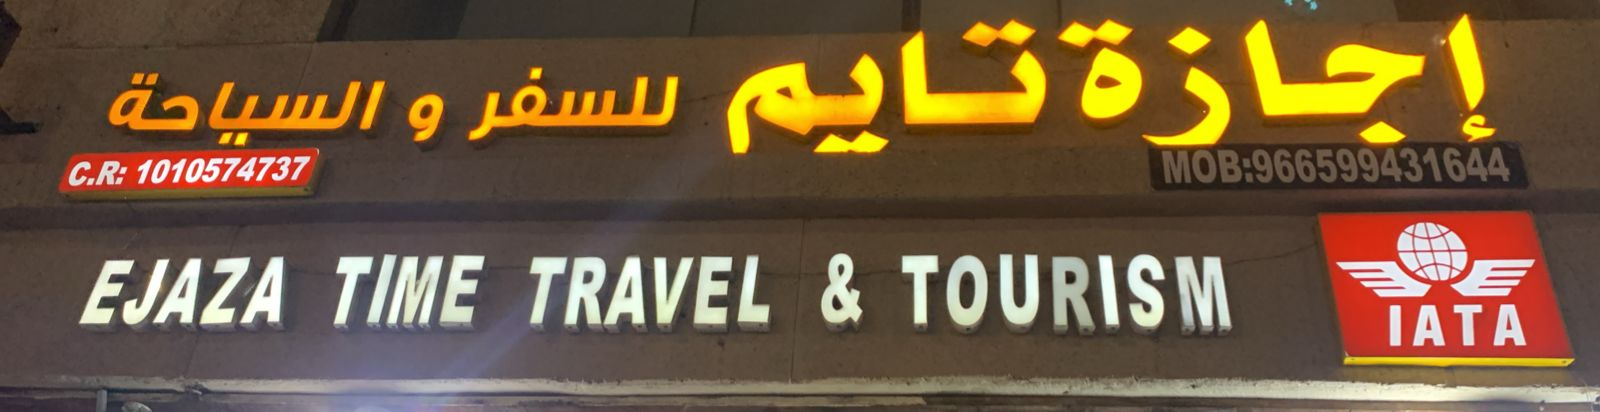 إجازة تايم للسفر و السياحة
C.R: 1010574737
MOB:966599431644
EJAZA TIME TRAVEL & TOURISM
IATA